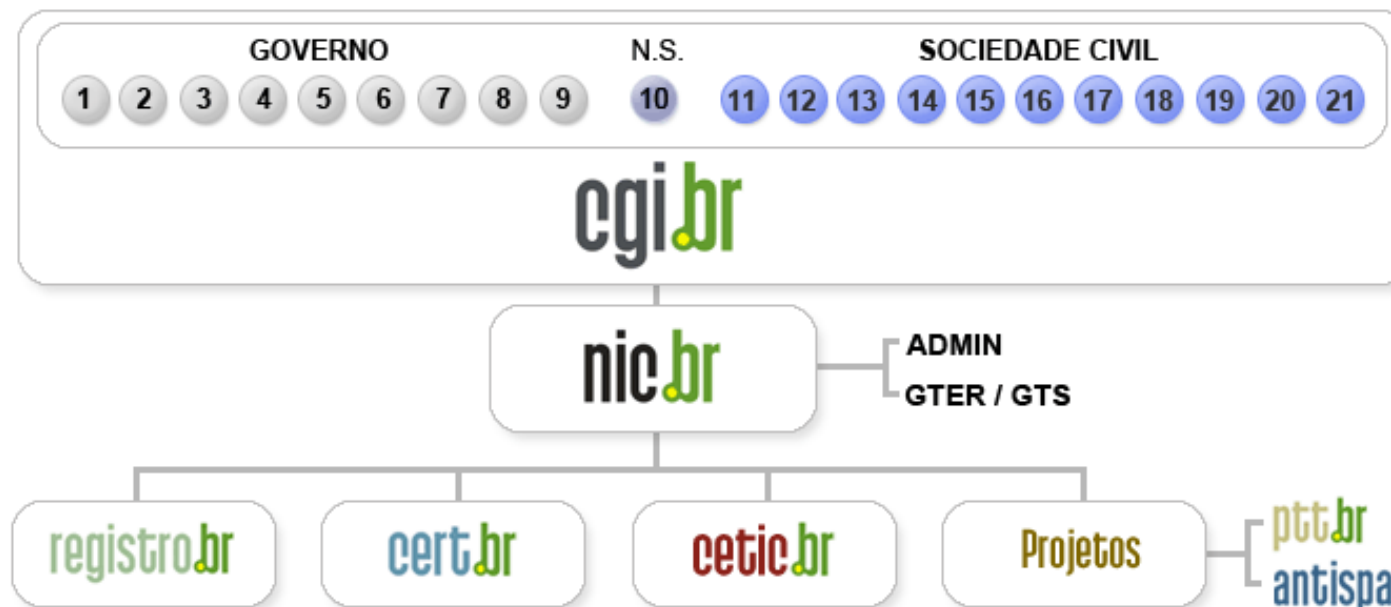 GOVERNO N.S. SOCIEDADE CIVIL
1 2 3 4 5 6 7 8 9 10 11 12 13 14 15 16 17 18 19 20 21
cgi.br
nic.br
ADMIN
GTER / GTS
registro.br cert.br cetic.br Projetos
ptt.br
antispa